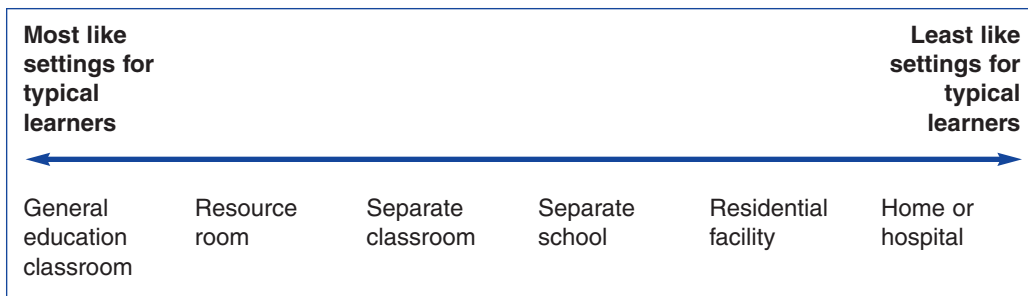 Most like
settings for
typical
learners
Least like
settings for
typical
learners
General
education
classroom
Resource
room
Separate
classroom
Separate
school
Residential
facility
Home or
hospital